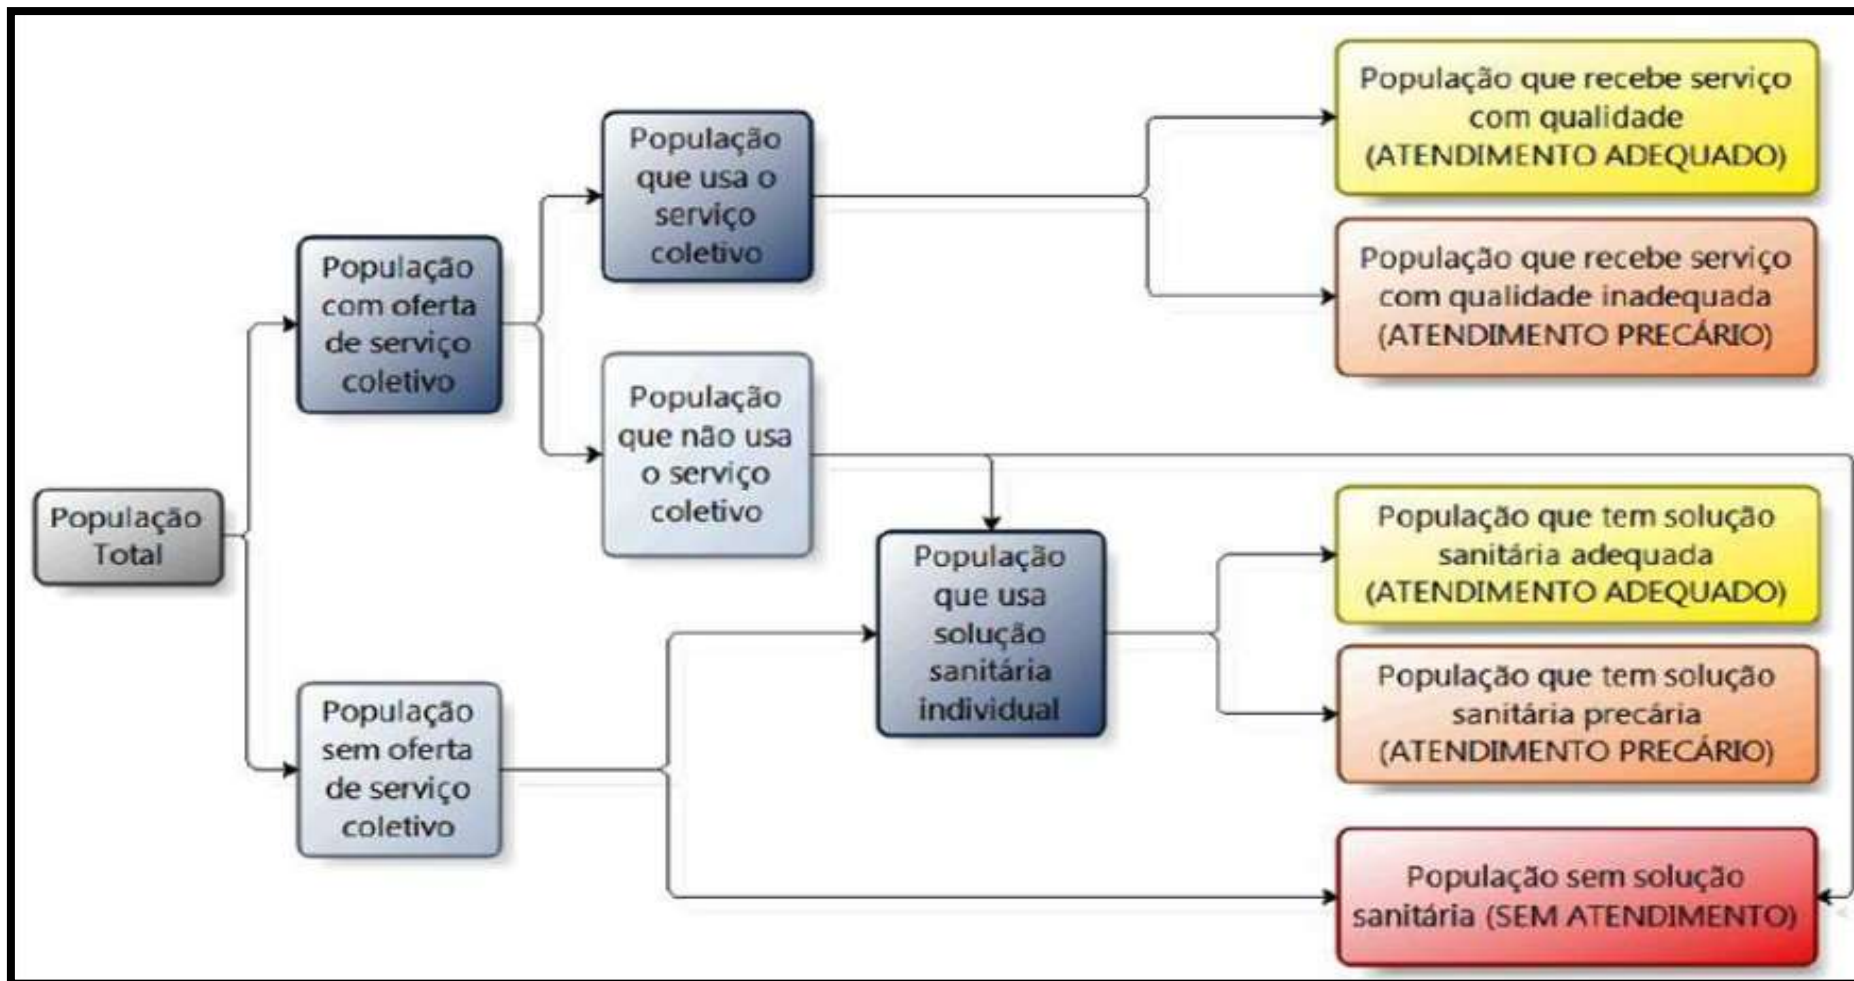 População
Total
População
com oferta
de serviço
coletivo
População
sem oferta
de serviço
coletivo
População
que usa o
serviço
coletivo
População
que não usa
o serviço
coletivo
População
que usa
solução
sanitária
individual
População que recebe serviço
com qualidade
(ATENDIMENTO ADEQUADO)
População que recebe serviço
com qualidade inadequada
(ATENDIMENTO PRECÁRIO)
População que tem solução
sanitária adequada
(ATENDIMENTO ADEQUADO)
População que tem solução
sanitária precária
(ATENDIMENTO PRECÁRIO)
População sem solução
sanitária (SEM ATENDIMENTO)